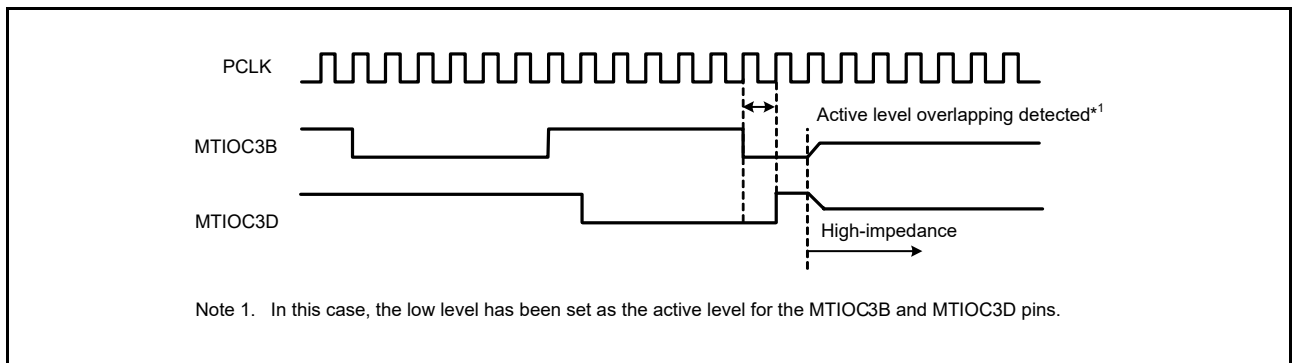 PCLK
Active level overlapping detected*1
MTIOC3B
MTIOC3D
High-impedance
Note 1. In this case, the low level has been set as the active level for the MTIOC3B and MTIOC3D pins.